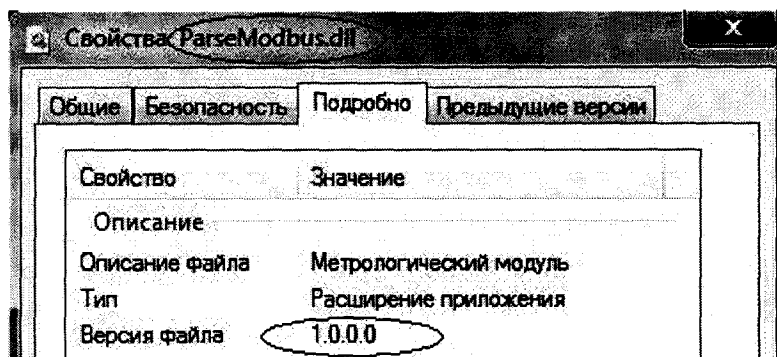 Свойства: ParseModbus.dll
X
Общие Безопасность Подробно Предыдущие версии
Свойство Значение
Описание
Описание файла Метрологический модуль
Тип Расширение приложения
Версия файла 1.0.0.0